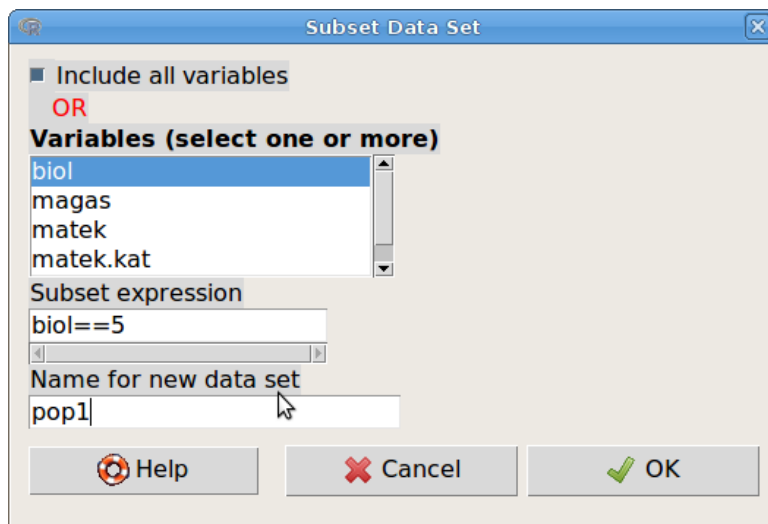 Subset Data Set
Include all variables
OR
Variables (select one or more)
biol
magas
matek
matek.kat
Subset expression
biol==5
Name for new data set
pop1
Help Cancel OK